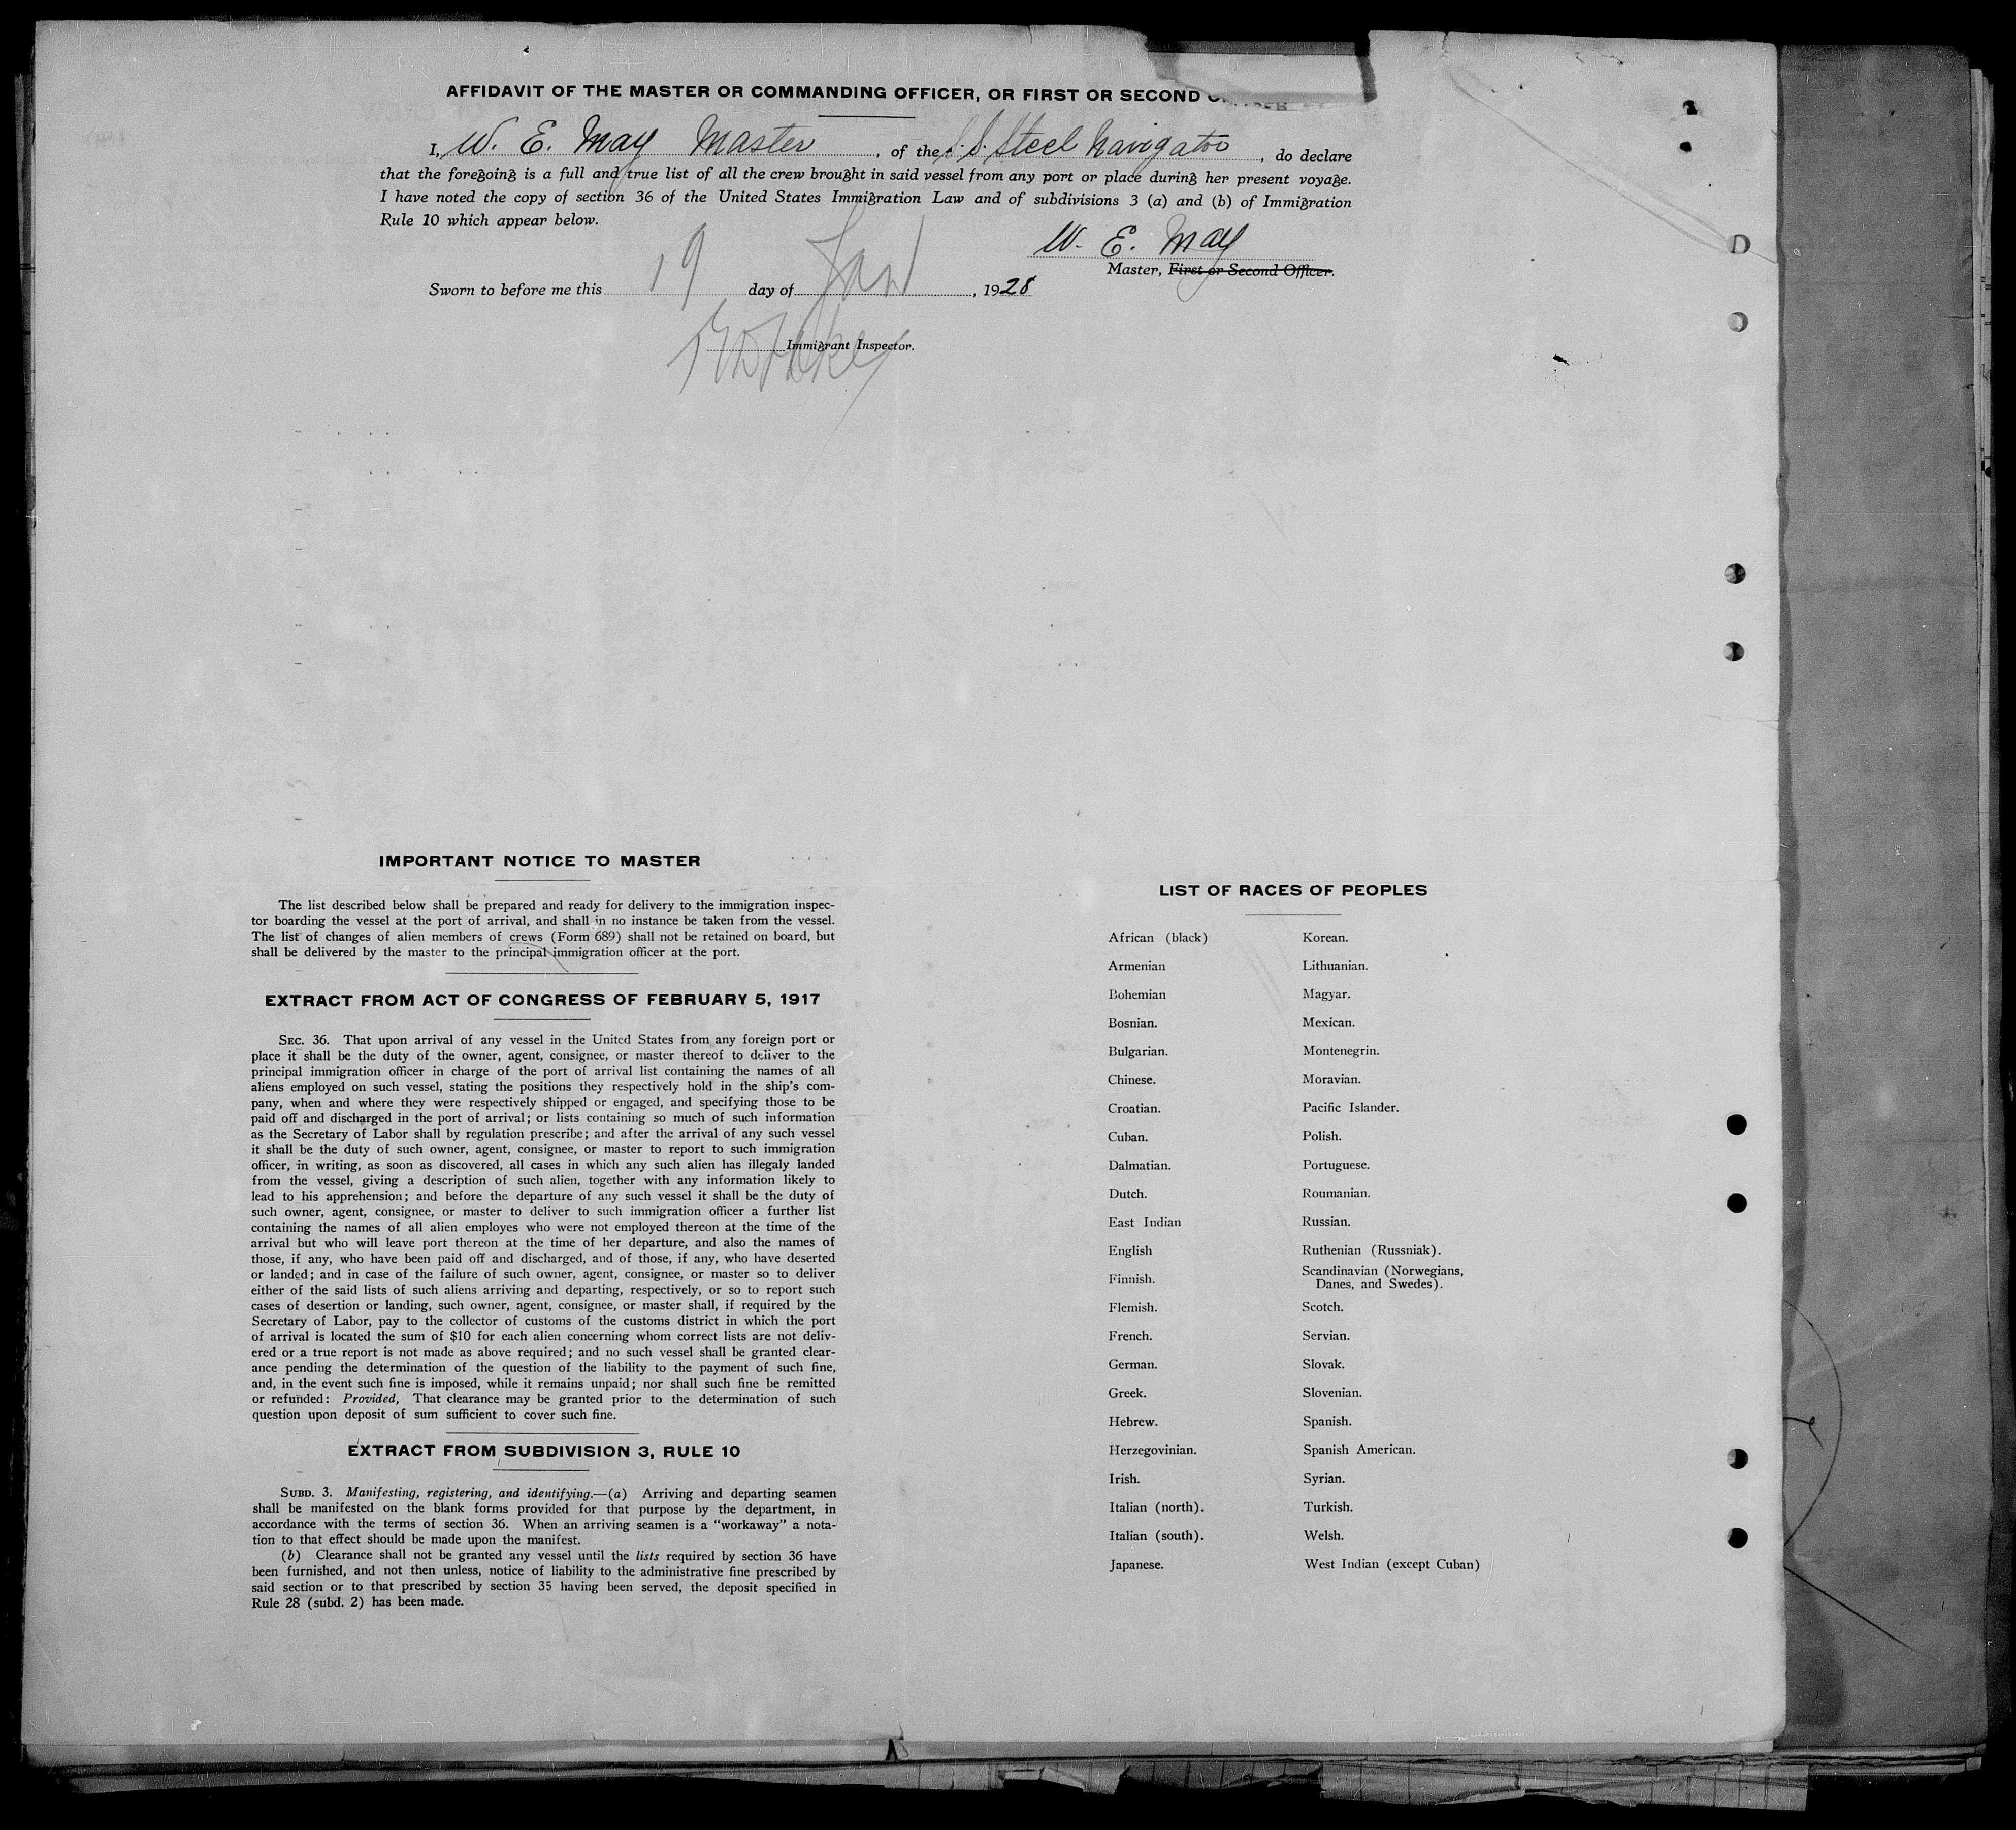 AFFIDAVIT OF THE MASTER OR COMMANDING OFFICER, OR FIRST OR SECOND
I, W. E. May Master, of the S.S. Steel Navigator, do declare
that the foregoing is a full and true list of all the crew brought in said vessel from any port or place during her present voyage.
I have noted the copy of section 36 of the United States Immigration Law and of subdivisions 3 (a) and (b) of Immigration
Rule 10 which appear below.
W. E. May
Master, First or Second Officer.
Sworn to before me this 19 day of Jan, 1928
Immigrant Inspector.
IMPORTANT NOTICE TO MASTER
The list described below shall be prepared and ready for delivery to the immigration inspec-
tor boarding the vessel at the port of arrival, and shall in no instance be taken from the vessel.
The list of changes of alien members of crews (Form 689) shall not be retained on board, but
shall be delivered by the master to the principal immigration officer at the port.
EXTRACT FROM ACT OF CONGRESS OF FEBRUARY 5, 1917
SEC. 36. That upon arrival of any vessel in the United States from any foreign port or
place it shall be the duty of the owner, agent, consignee, or master thereof to deliver to the
principal immigration officer in charge of the port of arrival list containing the names of all
aliens employed on such vessel, stating the positions they respectively hold in the ship's com-
pany, when and where they were respectively shipped or engaged, and specifying those to be
paid off and discharged in the port of arrival; or lists containing so much of such information
as the Secretary of Labor shall by regulation prescribe; and after the arrival of any such vessel
it shall be the duty of such owner, agent, consignee, or master to report to such immigration
officer, in writing, as soon as discovered, all cases in which any such alien has illegaly landed
from the vessel, giving a description of such alien, together with any information likely to
lead to his apprehension; and before the departure of any such vessel it shall be the duty of
such owner, agent, consignee, or master to deliver to such immigration officer a further list
containing the names of all alien employes who were not employed thereon at the time of the
arrival but who will leave port thereon at the time of her departure, and also the names of
those, if any, who have been paid off and discharged, and of those, if any, who have deserted
or landed; and in case of the failure of such owner, agent, consignee, or master so to deliver
either of the said lists of such aliens arriving and departing, respectively, or so to report such
cases of desertion or landing, such owner, agent, consignee, or master shall, if required by the
Secretary of Labor, pay to the collector of customs of the customs district in which the port
of arrival is located the sum of $10 for each alien concerning whom correct lists are not deliv-
ered or a true report is not made as above required; and no such vessel shall be granted clear-
ance pending the determination of the question of the liability to the payment of such fine,
and, in the event such fine is imposed, while it remains unpaid; nor shall such fine be remitted
or refunded: Provided, That clearance may be granted prior to the determination of such
question upon deposit of sum sufficient to cover such fine.
EXTRACT FROM SUBDIVISION 3, RULE 10
SUBD. 3. Manifesting, registering, and identifying.—(a) Arriving and departing seamen
shall be manifested on the blank forms provided for that purpose by the department, in
accordance with the terms of section 36. When an arriving seamen is a "workaway" a nota-
tion to that effect should be made upon the manifest.
(b) Clearance shall not be granted any vessel until the lists required by section 36 have
been furnished, and not then unless, notice of liability to the administrative fine prescribed by
said section or to that prescribed by section 35 having been served, the deposit specified in
Rule 28 (subd. 2) has been made.
LIST OF RACES OF PEOPLES
African (black)
Armenian
Bohemian
Bosnian.
Bulgarian.
Chinese.
Croatian.
Cuban.
Dalmatian.
Dutch.
East Indian
English
Finnish.
Flemish.
French.
German.
Greek.
Hebrew.
Herzegovinian.
Irish.
Italian (north).
Italian (south).
Japanese.
Korean.
Lithuanian.
Magyar.
Mexican.
Montenegrin.
Moravian.
Pacific Islander.
Polish.
Portuguese.
Roumanian.
Russian.
Ruthenian (Russniak).
Scandinavian (Norwegians,
Danes, and Swedes).
Scotch.
Servian.
Slovak.
Slovenian.
Spanish.
Spanish American.
Syrian.
Turkish.
Welsh.
West Indian (except Cuban)